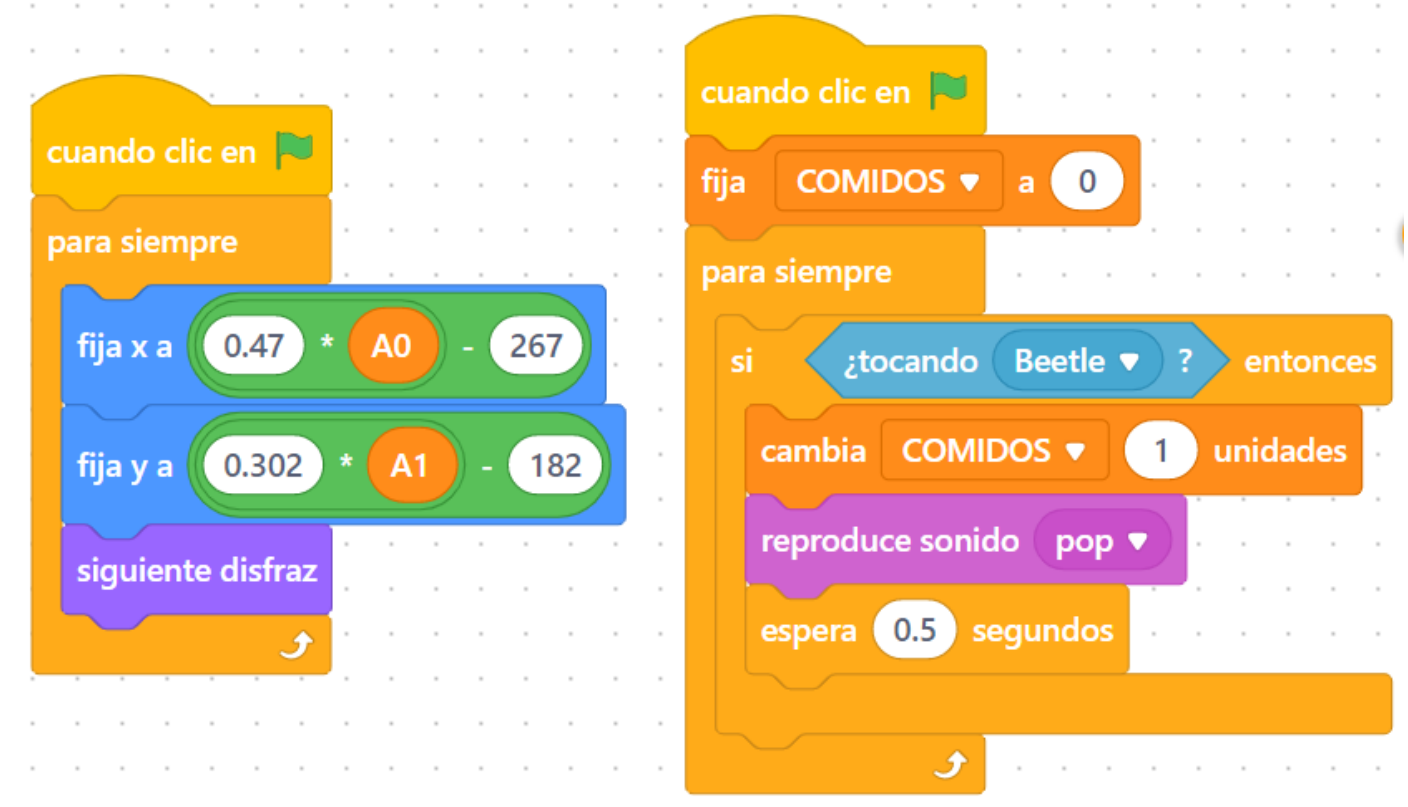 cuando clic en
para siempre
fija x a 0.47 * A0 - 267
fija y a 0.302 * A1 - 182
siguiente disfraz
cuando clic en
fija COMIDOS a 0
para siempre
si ¿tocando Beetle ? entonces
cambia COMIDOS 1 unidades
reproduce sonido pop
espera 0.5 segundos